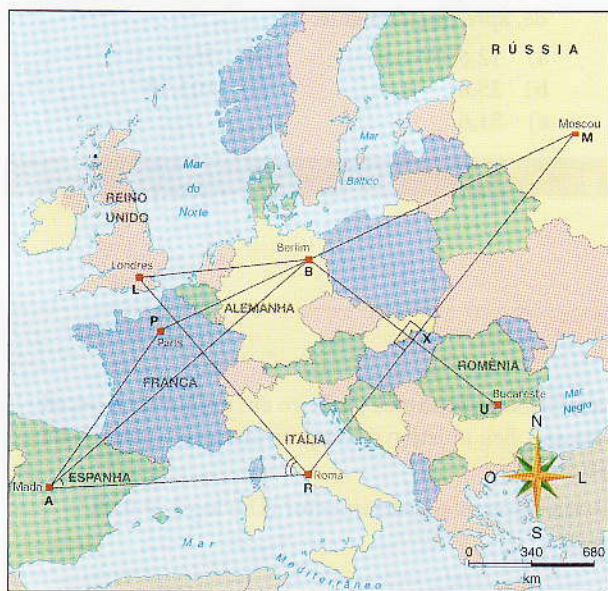 RÚSSIA
Moscou
M
Mar
Báltico
Mar
do
Norte
REINO
UNIDO
Londres
L
Berlim
B
ALEMANHA
P
Paris
FRANÇA
X
ROMÊNIA
Bucareste
U
Mar
Negro
ITÁLIA
Roma
R
ESPANHA
A
N
O
L
S
Mar
Mediterrâneo
0 340 680
km